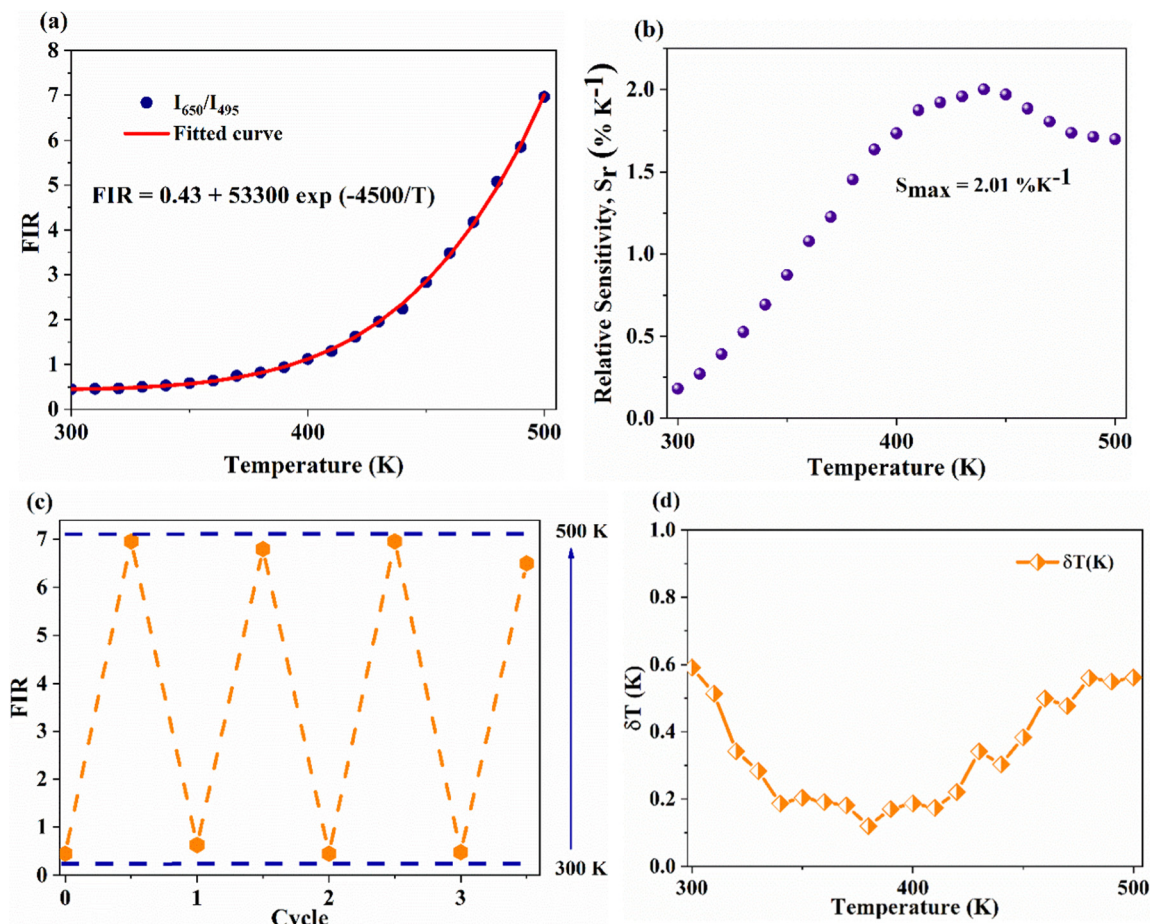 (a)
8
7
6
5
4
3
2
1
0
FIR
I650/I495
Fitted curve
FIR = 0.43 + 53300 exp (-4500/T)
300
400
500
Temperature (K)
(b)
2.0
1.5
1.0
0.5
0.0
Relative Sensitivity, Sr (% K-1)
Smax = 2.01 %K-1
300
400
500
Temperature (K)
(c)
7
6
5
4
3
2
1
0
FIR
500 K
300 K
0
1
2
3
Cycle
(d)
1.0
0.8
0.6
0.4
0.2
0.0
δT (K)
δT(K)
300
400
500
Temperature (K)